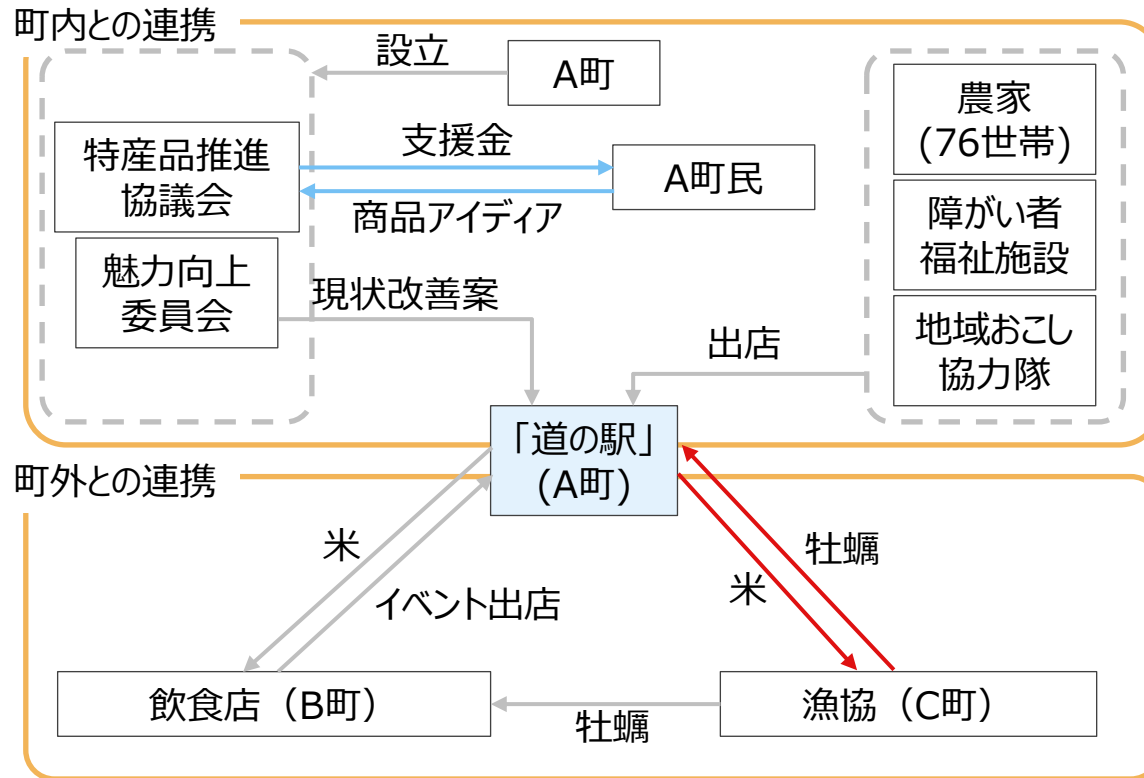 町内との連携
設立
A町
農家
(76世帯)
特産品推進
協議会
支援金
A町民
商品アイディア
障がい者
福祉施設
魅力向上
委員会
現状改善案
出店
地域おこし
協力隊
「道の駅」
(A町)
町外との連携
米
イベント出店
牡蠣
米
飲食店（B町）
牡蠣
漁協（C町）